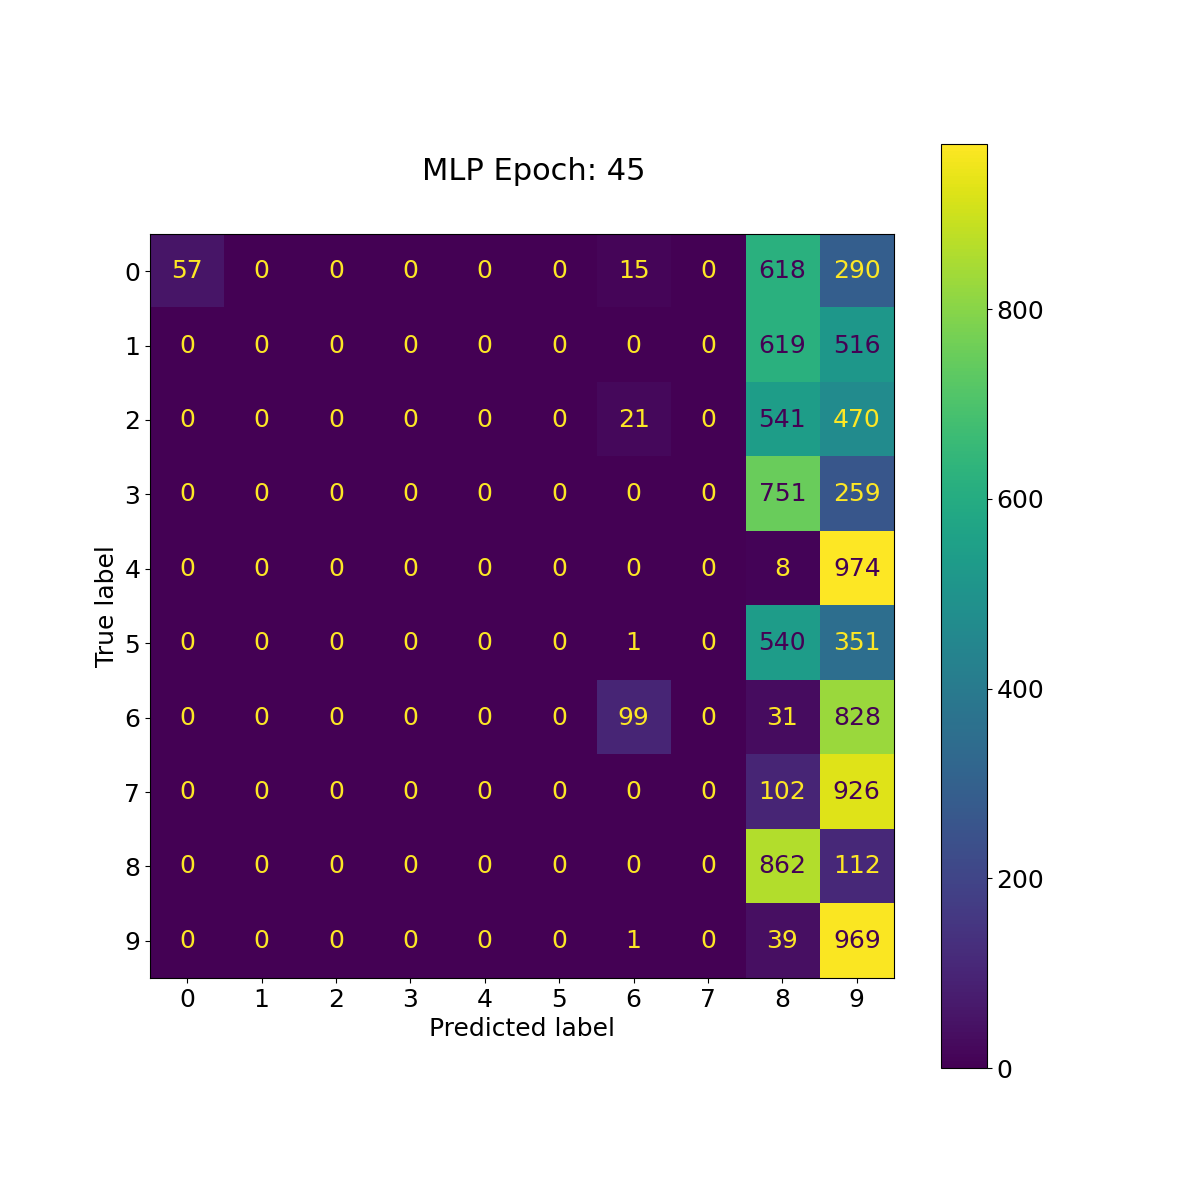 MLP Epoch: 45
0 57 0 0 0 0 0 15 0 618 290
1 0 0 0 0 0 0 0 0 619 516
2 0 0 0 0 0 0 21 0 541 470
3 0 0 0 0 0 0 0 0 751 259
4 0 0 0 0 0 0 0 0 8 974
5 0 0 0 0 0 0 1 0 540 351
6 0 0 0 0 0 0 99 0 31 828
7 0 0 0 0 0 0 0 0 102 926
8 0 0 0 0 0 0 0 0 862 112
9 0 0 0 0 0 0 1 0 39 969
0 1 2 3 4 5 6 7 8 9
Predicted label
True label
800
600
400
200
0